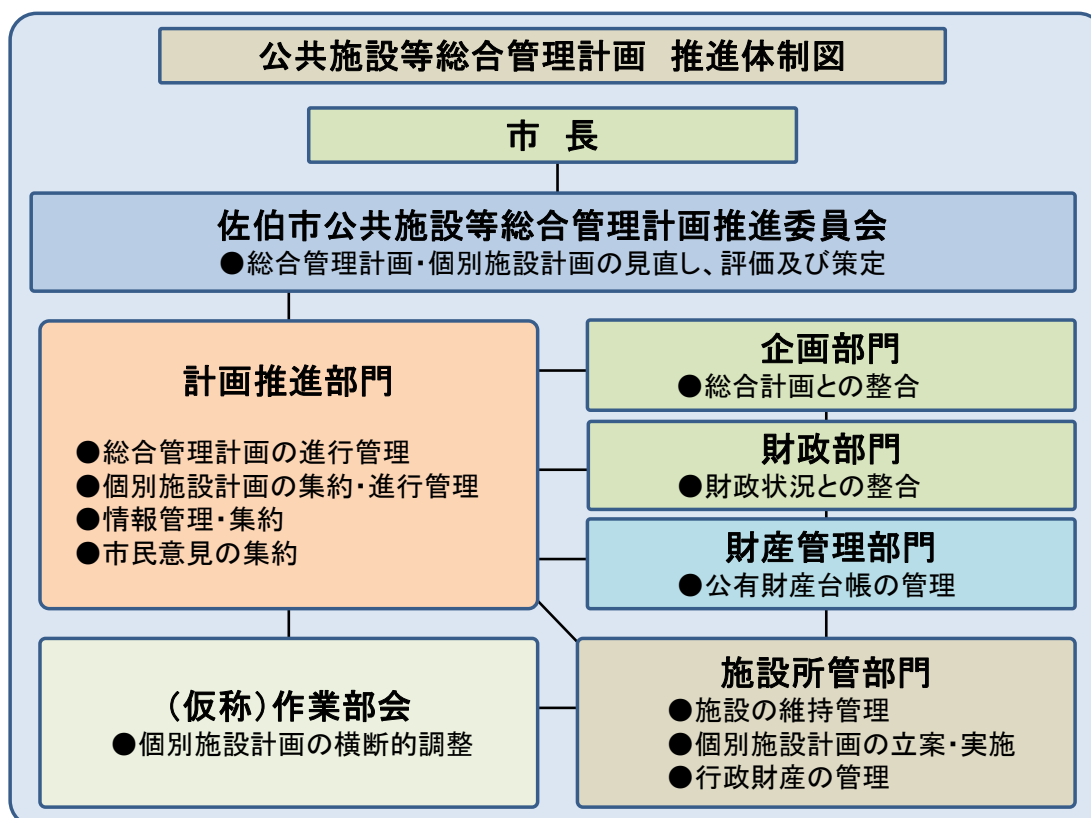 公共施設等総合管理計画 推進体制図
市 長
佐伯市公共施設等総合管理計画推進委員会
●総合管理計画・個別施設計画の見直し、評価及び策定
計画推進部門
●総合管理計画の進行管理
●個別施設計画の集約・進行管理
●情報管理・集約
●市民意見の集約
企画部門
●総合計画との整合
財政部門
●財政状況との整合
財産管理部門
●公有財産台帳の管理
(仮称)作業部会
●個別施設計画の横断的調整
施設所管部門
●施設の維持管理
●個別施設計画の立案・実施
●行政財産の管理